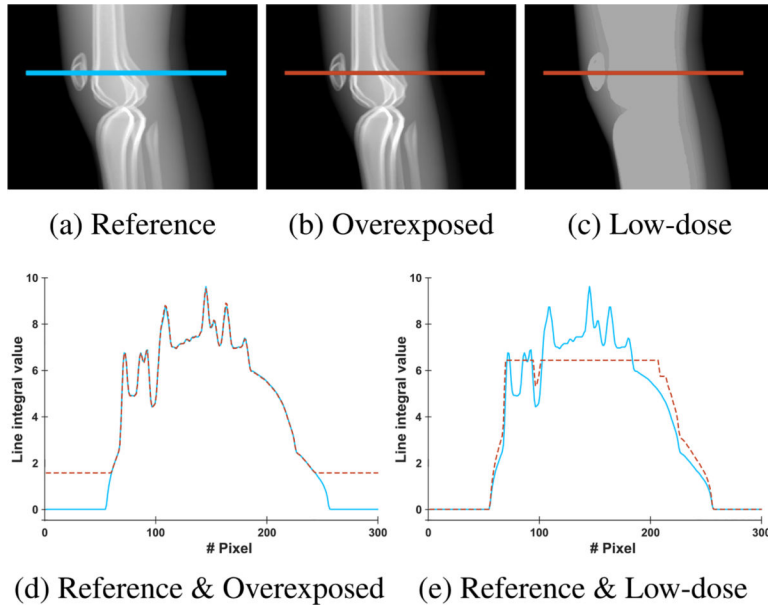 (a) Reference
(b) Overexposed
(c) Low-dose
10
8
6
4
2
0
Line integral value
0
100
200
300
# Pixel
(d) Reference & Overexposed
10
8
6
4
2
0
Line integral value
0
100
200
300
# Pixel
(e) Reference & Low-dose